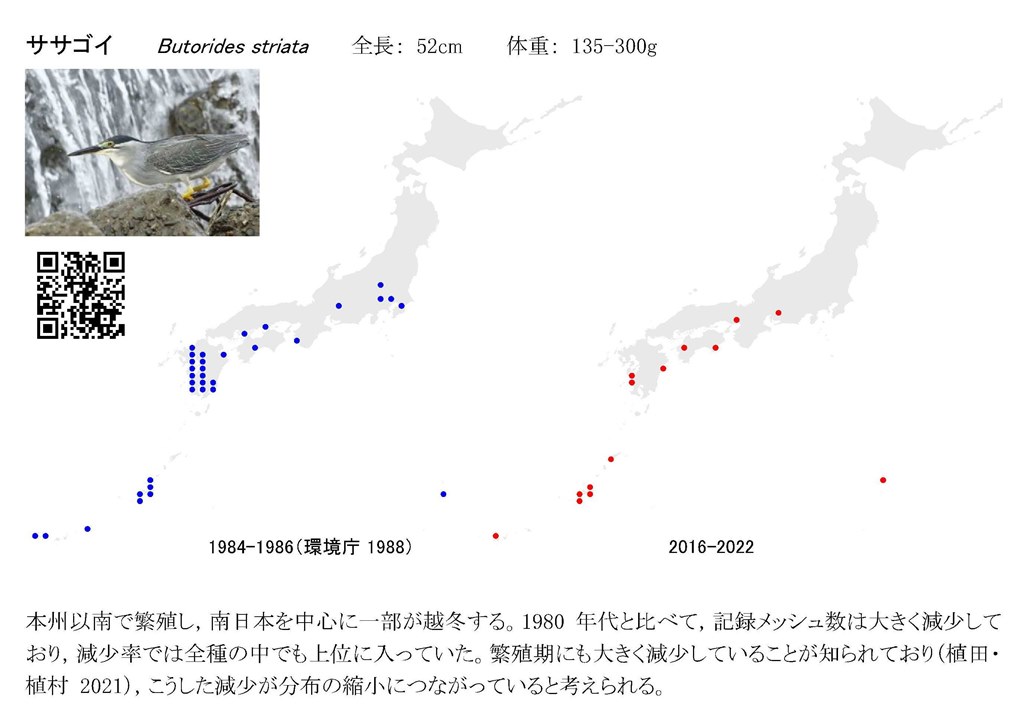 ササゴイ Butorides striata 全長： 52cm 体重： 135-300g
1984-1986（環境庁 1988）
2016-2022
本州以南で繁殖し，南日本を中心に一部が越冬する。1980 年代と比べて，記録メッシュ数は大きく減少して
おり，減少率では全種の中でも上位に入っていた。繁殖期にも大きく減少していることが知られており（植田・
植村 2021），こうした減少が分布の縮小につながっていると考えられる。